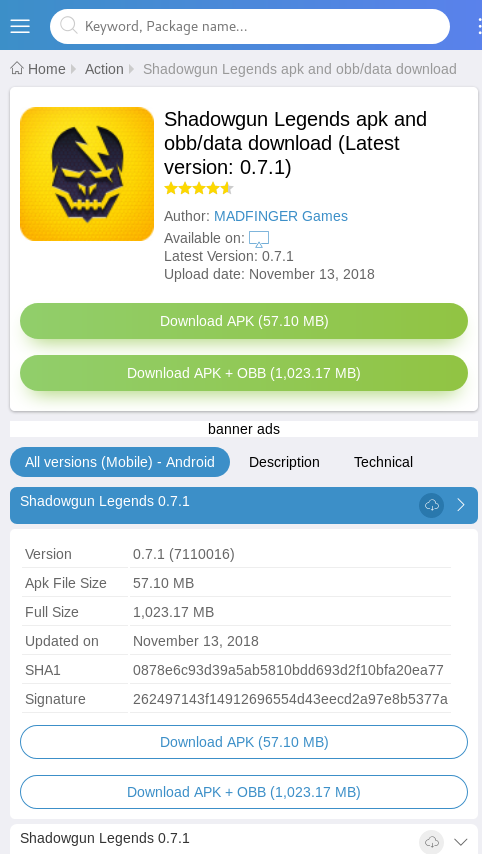 Keyword, Package name...
Home Action Shadowgun Legends apk and obb/data download
Shadowgun Legends apk and
obb/data download (Latest
version: 0.7.1)
Author: MADFINGER Games
Available on:
Latest Version: 0.7.1
Upload date: November 13, 2018
Download APK (57.10 MB)
Download APK + OBB (1,023.17 MB)
banner ads
All versions (Mobile) - Android Description Technical
Shadowgun Legends 0.7.1
Version 0.7.1 (7110016)
Apk File Size 57.10 MB
Full Size 1,023.17 MB
Updated on November 13, 2018
SHA1 0878e6c93d39a5ab5810bdd693d2f10bfa20ea77
Signature 262497143f14912696554d43eecd2a97e8b5377a
Download APK (57.10 MB)
Download APK + OBB (1,023.17 MB)
Shadowgun Legends 0.7.1